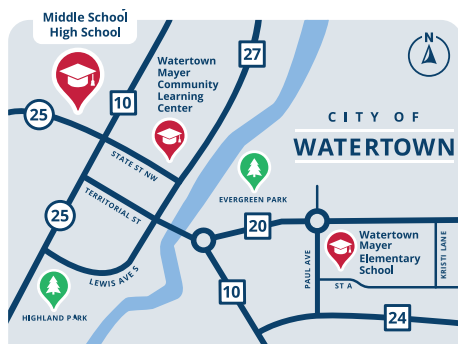 Middle School
High School
Watertown
Mayer
Community
Learning
Center
27
10
25
N
CITY OF
WATERTOWN
STATE ST NW
TERRITORIAL ST
EVERGREEN PARK
25
20
Watertown
Mayer
Elementary
School
PAUL AVE
KRISTI LANE
ST A
LEWIS AVE S
10
HIGHLAND PARK
24